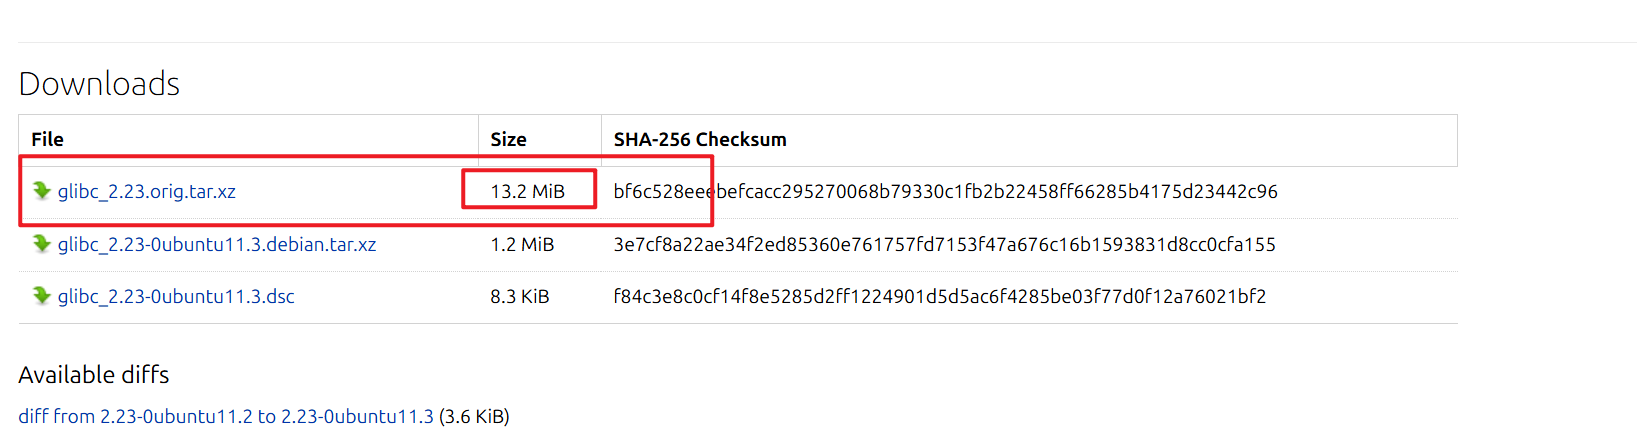 Downloads
File Size SHA-256 Checksum
glibc_2.23.orig.tar.xz 13.2 MiB bf6c528eeebefcacc295270068b79330c1fb2b22458ff66285b4175d23442c96
glibc_2.23-0ubuntu11.3.debian.tar.xz 1.2 MiB 3e7cf8a22ae34f2ed85360e761757fd7153f47a676c16b1593831d8cc0cfa155
glibc_2.23-0ubuntu11.3.dsc 8.3 KiB f84c3e8c0cf14f8e5285d2ff1224901d5d5ac6f4285be03f77d0f12a76021bf2
Available diffs
diff from 2.23-0ubuntu11.2 to 2.23-0ubuntu11.3 (3.6 KiB)